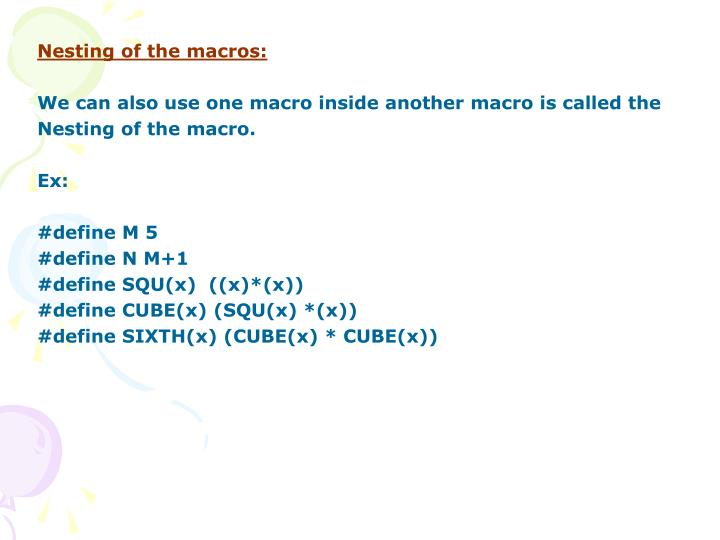 Nesting of the macros:
We can also use one macro inside another macro is called the
Nesting of the macro.
Ex:
#define M 5
#define N M+1
#define SQU(x)  ((x)*(x))
#define CUBE(x) (SQU(x) *(x))
#define SIXTH(x) (CUBE(x) * CUBE(x))